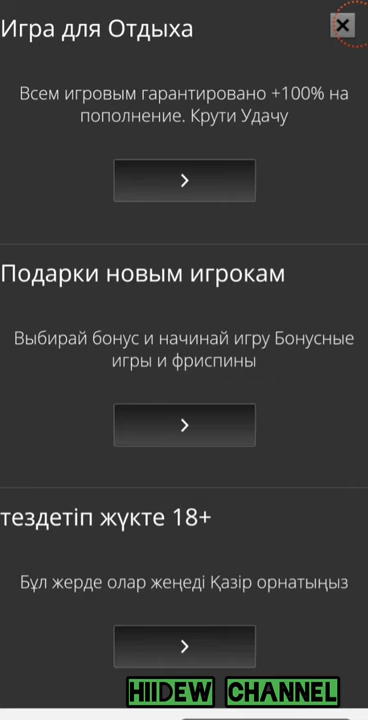 Игра для Отдыха
Всем игровым гарантировано +100% на
пополнение. Крути Удачу
Подарки новым игрокам
Выбирай бонус и начинай игру Бонусные
игры и фриспины
тездетіп жүкте 18+
Бұл жерде олар жеңеді Қазір орнатыңыз
HIIDEW CHANNEL